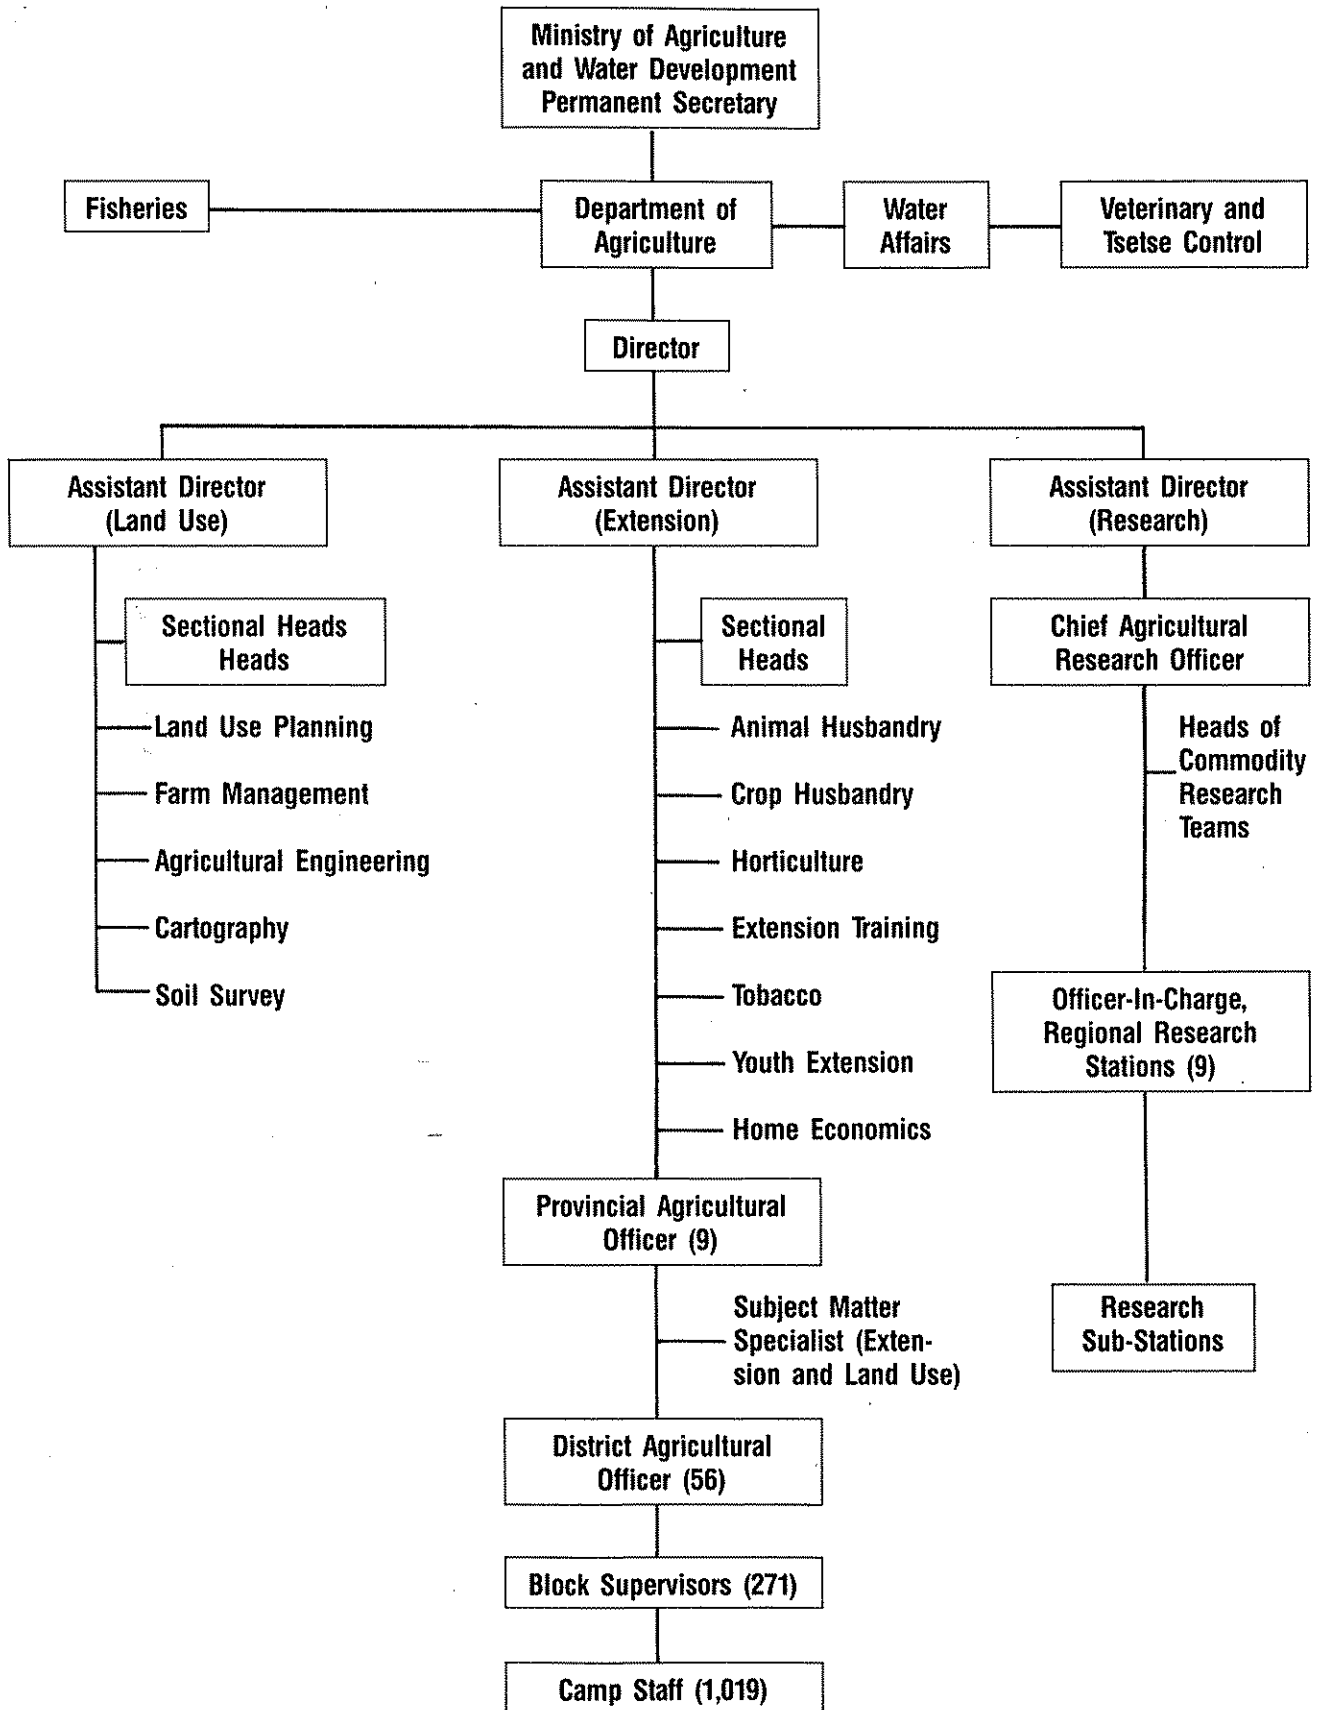 Ministry of Agriculture
and Water Development
Permanent Secretary
Fisheries
Department of
Agriculture
Water
Affairs
Veterinary and
Tsetse Control
Director
Assistant Director
(Land Use)
Assistant Director
(Extension)
Assistant Director
(Research)
Sectional Heads
Heads
Land Use Planning
Farm Management
Agricultural Engineering
Cartography
Soil Survey
Sectional
Heads
Animal Husbandry
Crop Husbandry
Horticulture
Extension Training
Tobacco
Youth Extension
Home Economics
Chief Agricultural
Research Officer
Heads of
Commodity
Research
Teams
Officer-In-Charge,
Regional Research
Stations (9)
Research
Sub-Stations
Provincial Agricultural
Officer (9)
Subject Matter
Specialist (Exten-
sion and Land Use)
District Agricultural
Officer (56)
Block Supervisors (271)
Camp Staff (1,019)